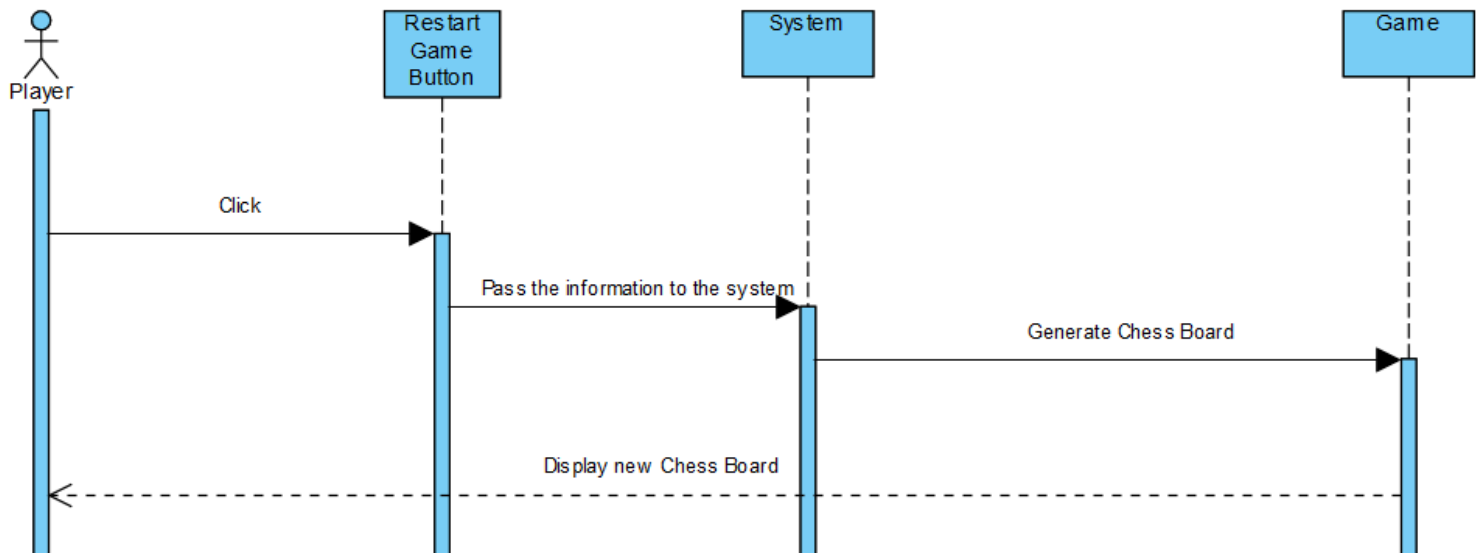 Player
Restart
Game
Button
System
Game
Click
Pass the information to the system
Generate Chess Board
Display new Chess Board